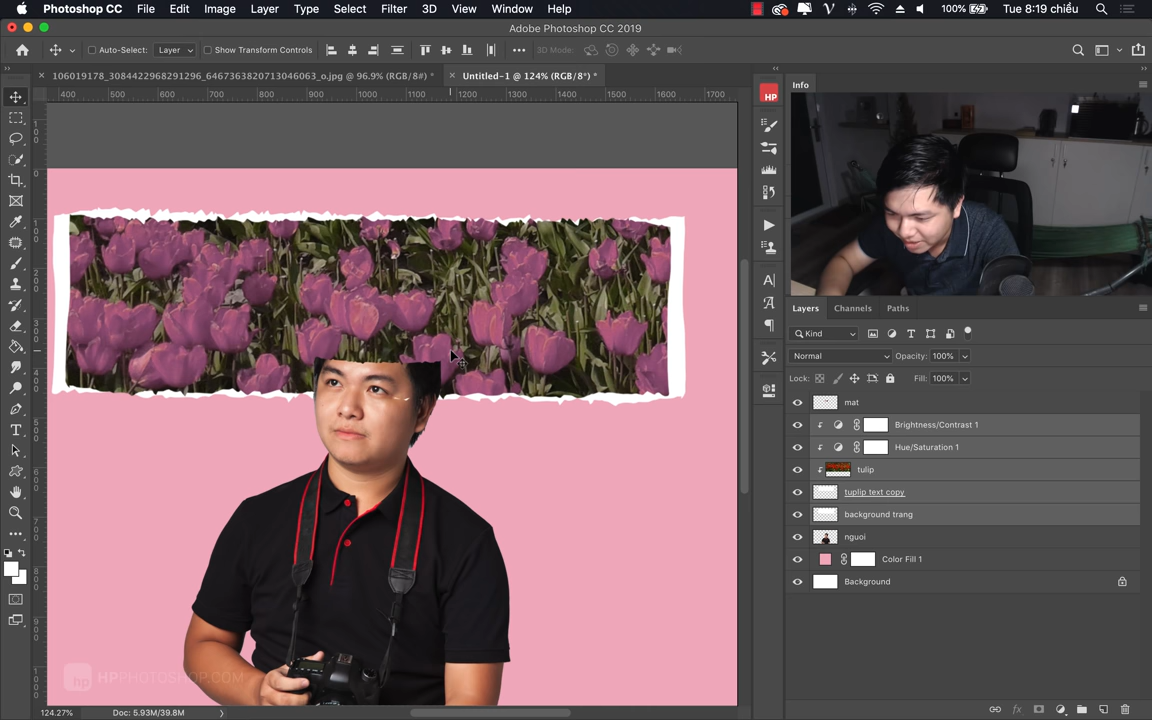 Photoshop CC File Edit Image Layer Type Select Filter 3D View Window Help 100% Tue 8:19 chiều
Adobe Photoshop CC 2019
Auto-Select: Layer Show Transform Controls 3D Mode:
106019178_3084422968291296_6467363820713046063_o.jpg @ 96.9% (RGB/8#) *
Untitled-1 @ 124% (RGB/8*) *
400 500 600 700 800 900 1000 1100 1200 1300 1400 1500 1600 1700
HP
Info
Layers Channels Paths
Kind
Normal Opacity: 100%
Lock: Fill: 100%
mat
Brightness/Contrast 1
Hue/Saturation 1
tulip
tuplip text copy
background trang
nguoi
Color Fill 1
Background
hp HPPHOTOSHOP.COM
124.27% Doc: 5.93M/39.8M